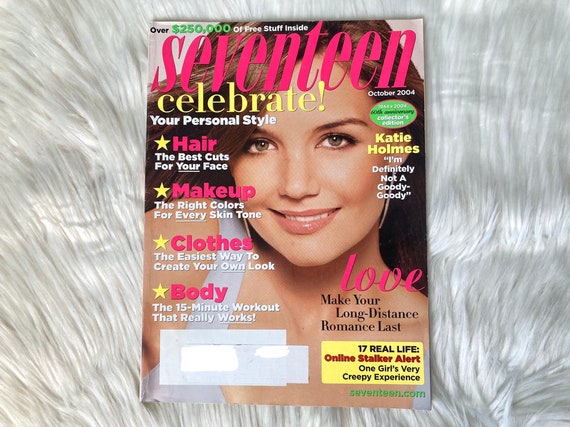 Over $250,000 Of Free Stuff Inside
seventeen
October 2004
celebrate!
Your Personal Style
1944-2004
60th anniversary
collector's
edition
Katie
Holmes
"I'm
Definitely
Not A
Goody-
Goody"
★Hair
The Best Cuts
For Your Face
★Makeup
The Right Colors
For Every Skin Tone
★Clothes
The Easiest Way To
Create Your Own Look
★Body
The 15-Minute Workout
That Really Works!
love
Make Your
Long-Distance
Romance Last
17 REAL LIFE:
Online Stalker Alert
One Girl's Very
Creepy Experience
seventeen.com